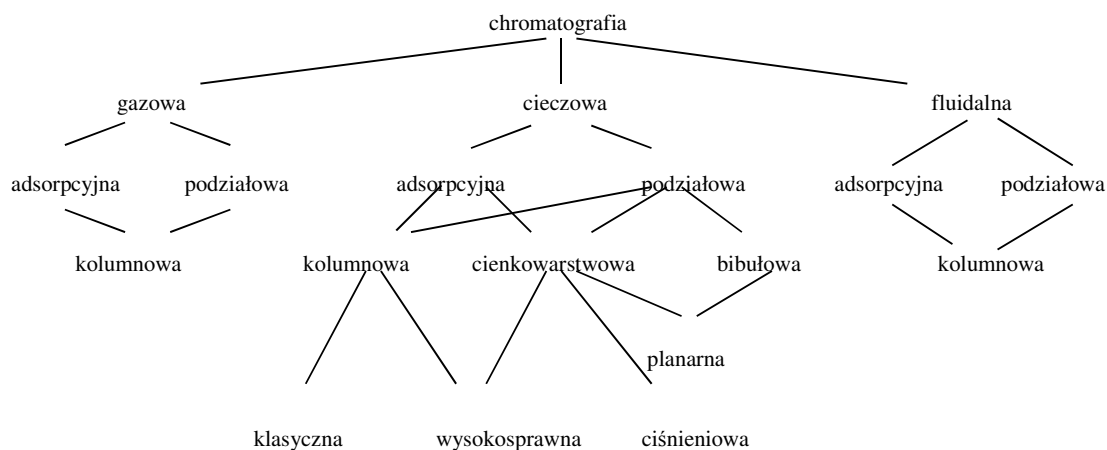 chromatografia
gazowa cieczowa fluidalna
adsorpcyjna podziałowa adsorpcyjna podziałowa adsorpcyjna podziałowa
kolumnowa kolumnowa cienkowarstwowa bibułowa kolumnowa
planarna
klasyczna wysokosprawna ciśnieniowa